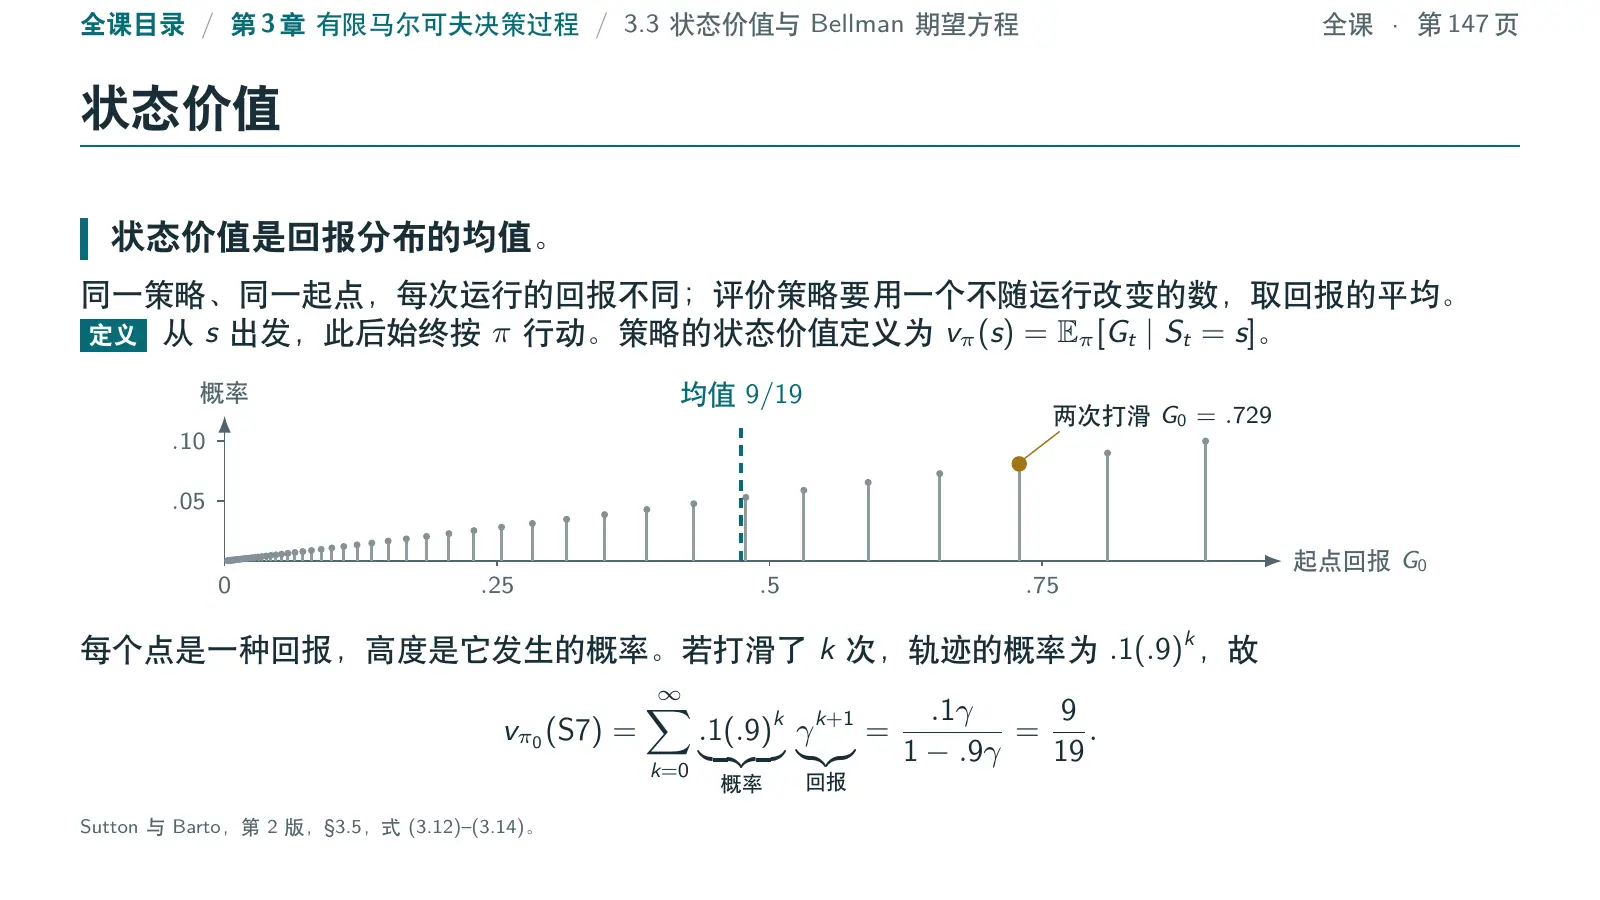 全课目录 / 第 3 章 有限马尔可夫决策过程 / 3.3 状态价值与 Bellman 期望方程 全课 · 第 147 页
状态价值
状态价值是回报分布的均值。
同一策略、同一起点，每次运行的回报不同；评价策略要用一个不随运行改变的数，取回报的平均。
定义 从 s 出发，此后始终按 π 行动。策略的状态价值定义为 v_π(s) = 𝔼_π[G_t | S_t = s]。
概率
均值 9/19
两次打滑 G₀ = .729
.10
.05
起点回报 G₀
0 .25 .5 .75
每个点是一种回报，高度是它发生的概率。若打滑了 k 次，轨迹的概率为 .1(.9)^k，故
v_{π₀}(S7) = ∑_{k=0}^{∞} .1(.9)^k γ^{k+1} = .1γ / (1 − .9γ) = 9/19.
概率 回报
Sutton 与 Barto，第 2 版，§3.5，式 (3.12)–(3.14)。